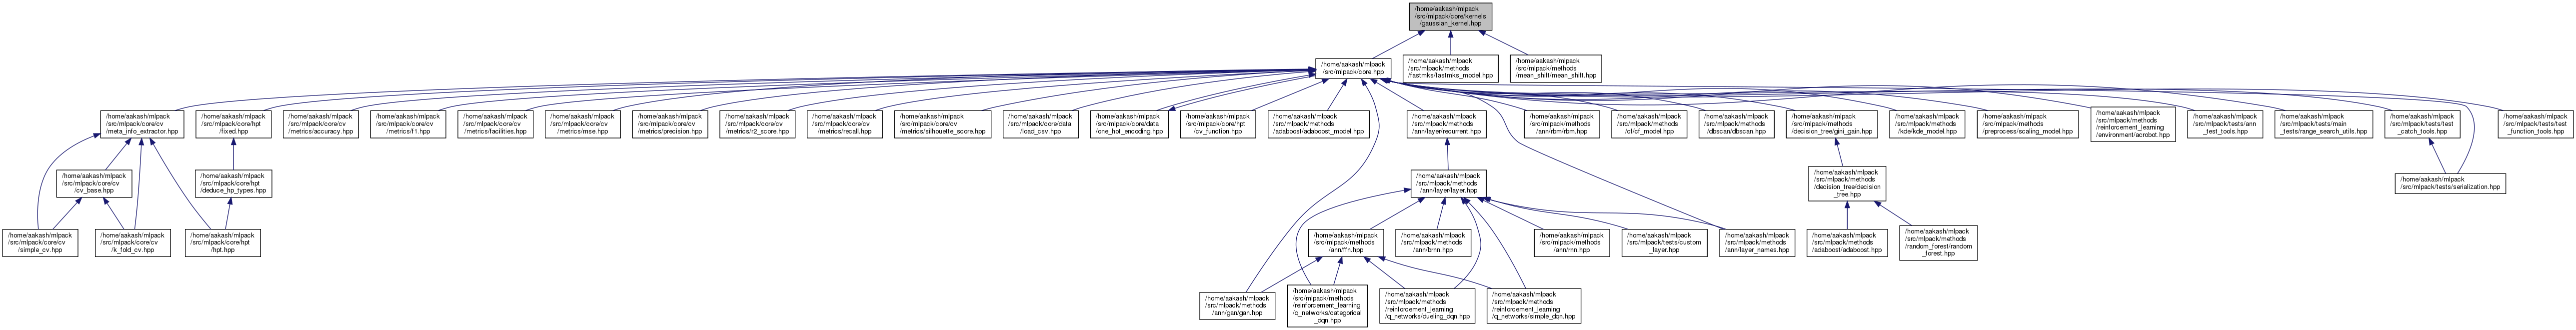 /home/aakash/mlpack
/src/mlpack/core/kernels
/gaussian_kernel.hpp
/home/aakash/mlpack
/src/mlpack/core.hpp
/home/aakash/mlpack
/src/mlpack/methods
/fastmks/fastmks_model.hpp
/home/aakash/mlpack
/src/mlpack/methods
/mean_shift/mean_shift.hpp
/home/aakash/mlpack
/src/mlpack/core/cv
/meta_info_extractor.hpp
/home/aakash/mlpack
/src/mlpack/core/hpt
/fixed.hpp
/home/aakash/mlpack
/src/mlpack/core/cv
/metrics/accuracy.hpp
/home/aakash/mlpack
/src/mlpack/core/cv
/metrics/f1.hpp
/home/aakash/mlpack
/src/mlpack/core/cv
/metrics/facilities.hpp
/home/aakash/mlpack
/src/mlpack/core/cv
/metrics/mse.hpp
/home/aakash/mlpack
/src/mlpack/core/cv
/metrics/precision.hpp
/home/aakash/mlpack
/src/mlpack/core/cv
/metrics/r2_score.hpp
/home/aakash/mlpack
/src/mlpack/core/cv
/metrics/recall.hpp
/home/aakash/mlpack
/src/mlpack/core/cv
/metrics/silhouette_score.hpp
/home/aakash/mlpack
/src/mlpack/core/data
/load_csv.hpp
/home/aakash/mlpack
/src/mlpack/core/data
/one_hot_encoding.hpp
/home/aakash/mlpack
/src/mlpack/core/hpt
/cv_function.hpp
/home/aakash/mlpack
/src/mlpack/methods
/adaboost/adaboost_model.hpp
/home/aakash/mlpack
/src/mlpack/methods
/ann/layer/recurrent.hpp
/home/aakash/mlpack
/src/mlpack/methods
/ann/rbm/rbm.hpp
/home/aakash/mlpack
/src/mlpack/methods
/cf/cf_model.hpp
/home/aakash/mlpack
/src/mlpack/methods
/dbscan/dbscan.hpp
/home/aakash/mlpack
/src/mlpack/methods
/decision_tree/gini_gain.hpp
/home/aakash/mlpack
/src/mlpack/methods
/kde/kde_model.hpp
/home/aakash/mlpack
/src/mlpack/methods
/preprocess/scaling_model.hpp
/home/aakash/mlpack
/src/mlpack/methods
/reinforcement_learning
/environment/acrobot.hpp
/home/aakash/mlpack
/src/mlpack/tests/ann
_test_tools.hpp
/home/aakash/mlpack
/src/mlpack/tests/main
_tests/range_search_utils.hpp
/home/aakash/mlpack
/src/mlpack/tests/test
_catch_tools.hpp
/home/aakash/mlpack
/src/mlpack/tests/test
_function_tools.hpp
/home/aakash/mlpack
/src/mlpack/core/cv
/cv_base.hpp
/home/aakash/mlpack
/src/mlpack/core/hpt
/deduce_hp_types.hpp
/home/aakash/mlpack
/src/mlpack/methods
/ann/layer/layer.hpp
/home/aakash/mlpack
/src/mlpack/methods
/decision_tree/decision
_tree.hpp
/home/aakash/mlpack
/src/mlpack/tests/serialization.hpp
/home/aakash/mlpack
/src/mlpack/core/cv
/simple_cv.hpp
/home/aakash/mlpack
/src/mlpack/core/cv
/k_fold_cv.hpp
/home/aakash/mlpack
/src/mlpack/core/hpt
/hpt.hpp
/home/aakash/mlpack
/src/mlpack/methods
/ann/ffn.hpp
/home/aakash/mlpack
/src/mlpack/methods
/ann/brnn.hpp
/home/aakash/mlpack
/src/mlpack/methods
/ann/rnn.hpp
/home/aakash/mlpack
/src/mlpack/tests/custom
_layer.hpp
/home/aakash/mlpack
/src/mlpack/methods
/ann/layer_names.hpp
/home/aakash/mlpack
/src/mlpack/methods
/adaboost/adaboost.hpp
/home/aakash/mlpack
/src/mlpack/methods
/random_forest/random
_forest.hpp
/home/aakash/mlpack
/src/mlpack/methods
/ann/gan/gan.hpp
/home/aakash/mlpack
/src/mlpack/methods
/reinforcement_learning
/q_networks/categorical
_dqn.hpp
/home/aakash/mlpack
/src/mlpack/methods
/reinforcement_learning
/q_networks/dueling_dqn.hpp
/home/aakash/mlpack
/src/mlpack/methods
/reinforcement_learning
/q_networks/simple_dqn.hpp